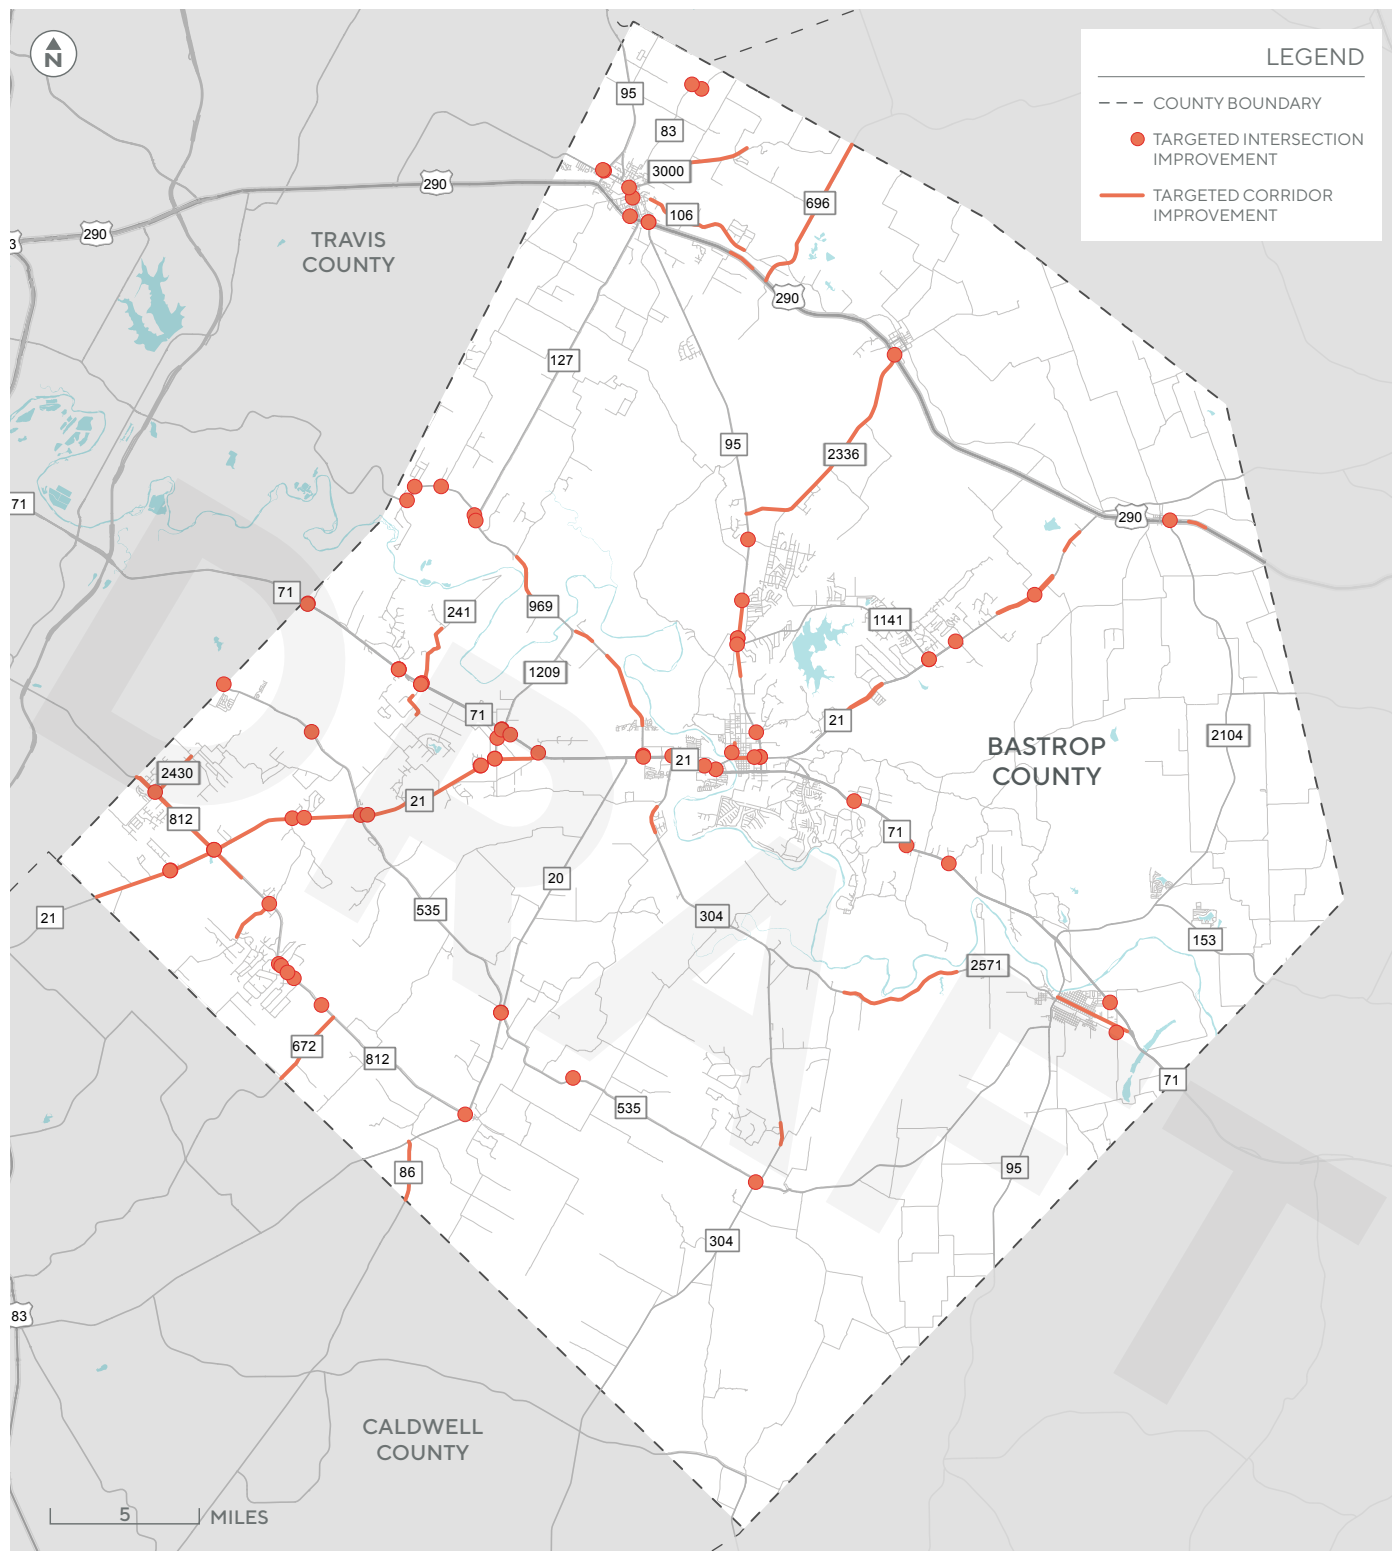 N
LEGEND
COUNTY BOUNDARY
TARGETED INTERSECTION
IMPROVEMENT
TARGETED CORRIDOR
IMPROVEMENT
95
83
3000
290
696
106
290
3
TRAVIS
COUNTY
290
127
95
2336
71
290
71
241
969
1141
1209
71
21
2104
BASTROP
COUNTY
21
2430
21
812
71
20
535
21
304
153
2571
672
812
71
535
95
86
304
83
CALDWELL
COUNTY
5
MILES
DRAFT